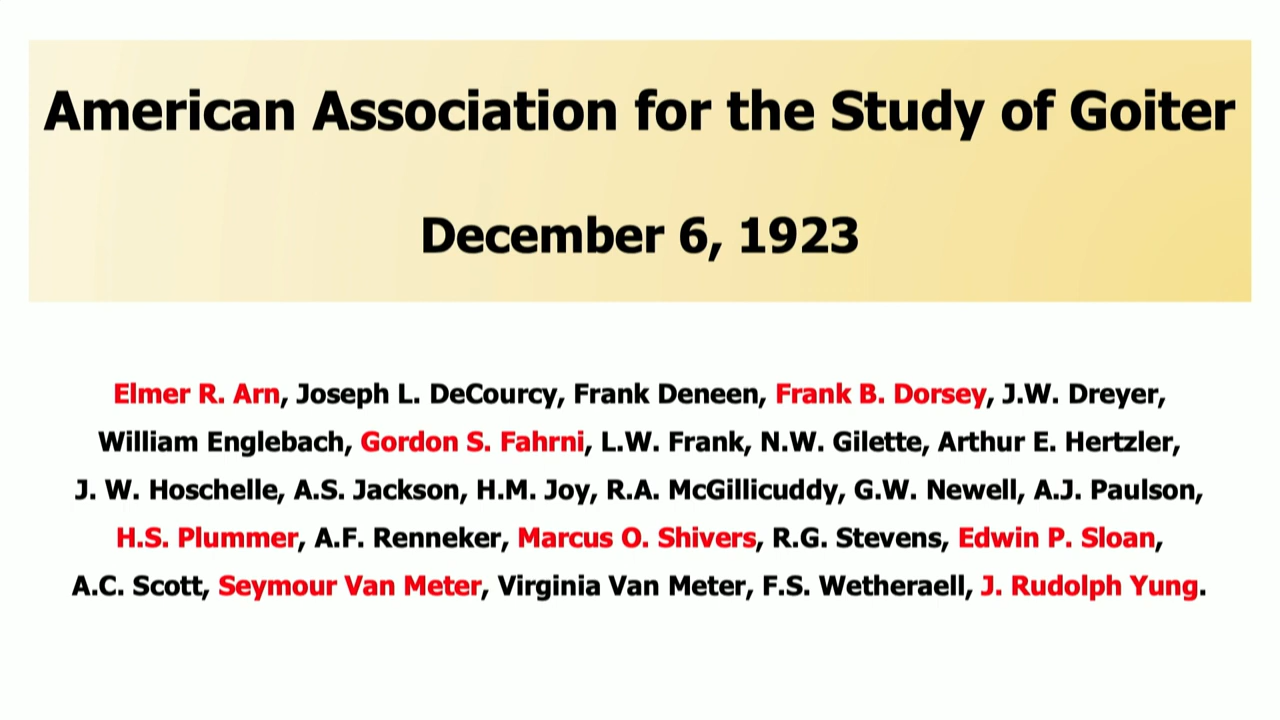 American Association for the Study of Goiter
December 6, 1923
Elmer R. Arn, Joseph L. DeCourcy, Frank Deneen, Frank B. Dorsey, J.W. Dreyer,
William Englebach, Gordon S. Fahrni, L.W. Frank, N.W. Gilette, Arthur E. Hertzler,
J. W. Hoschelle, A.S. Jackson, H.M. Joy, R.A. McGillicuddy, G.W. Newell, A.J. Paulson,
H.S. Plummer, A.F. Renneker, Marcus O. Shivers, R.G. Stevens, Edwin P. Sloan,
A.C. Scott, Seymour Van Meter, Virginia Van Meter, F.S. Wetheraell, J. Rudolph Yung.